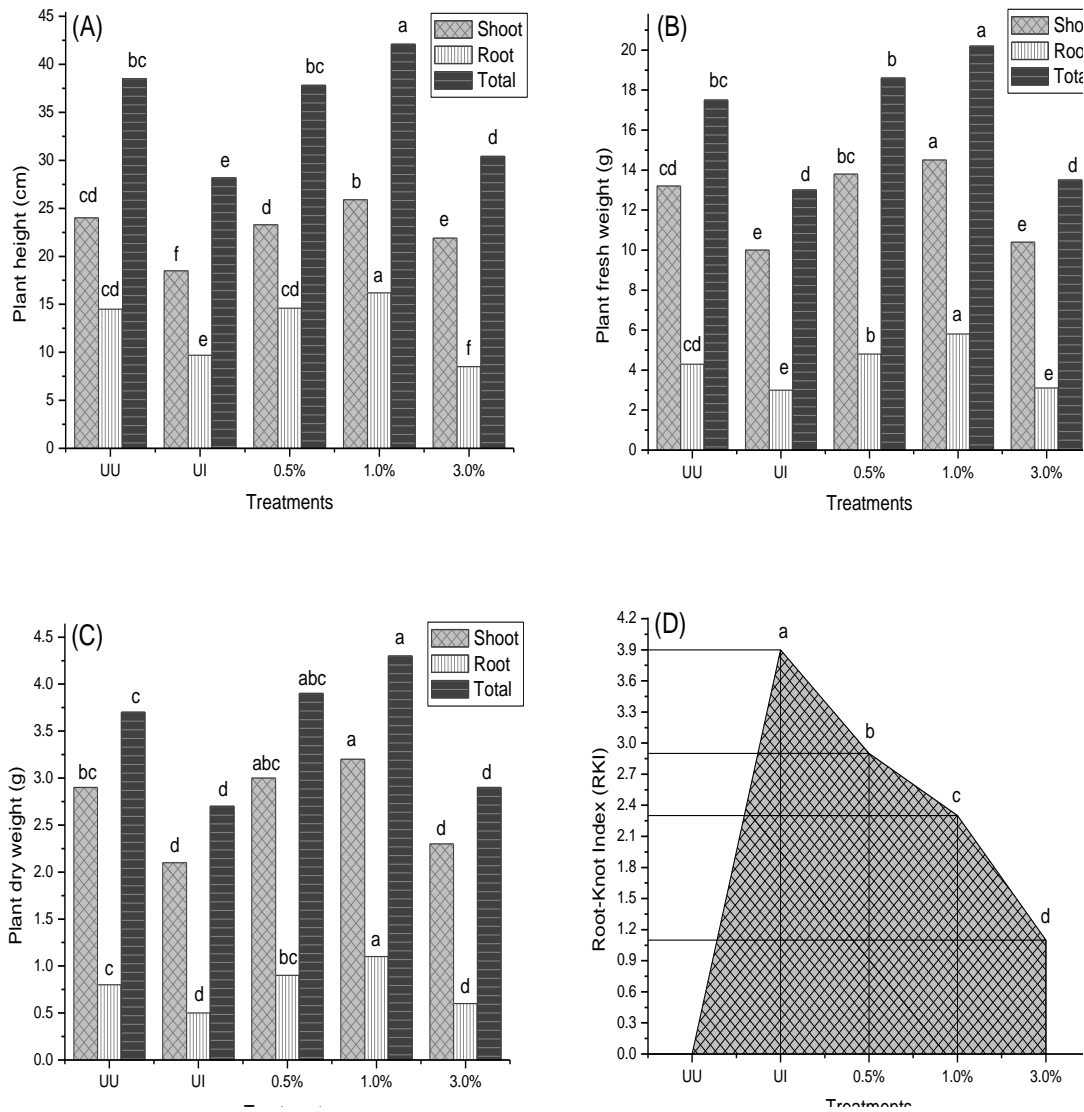 (A)
Shoot
Root
Total
Plant height (cm)
45
40
35
30
25
20
15
10
5
0
cd
cd
bc
f
e
e
d
cd
bc
b
a
a
e
f
d
UU UI 0.5% 1.0% 3.0%
Treatments
(B)
Sho
Roo
Tota
Plant fresh weight (g)
20
18
16
14
12
10
8
6
4
2
0
cd
cd
bc
e
e
d
bc
b
b
a
a
a
e
e
d
UU UI 0.5% 1.0% 3.0%
Treatments
(C)
Shoot
Root
Total
Plant dry weight (g)
4.5
4.0
3.5
3.0
2.5
2.0
1.5
1.0
0.5
0.0
bc
c
c
d
d
d
abc
bc
abc
a
a
a
d
d
d
UU UI 0.5% 1.0% 3.0%
(D)
Root-Knot Index (RKI)
4.2
3.9
3.6
3.3
3.0
2.7
2.4
2.1
1.8
1.5
1.2
0.9
0.6
0.3
0.0
a
b
c
d
UU UI 0.5% 1.0% 3.0%